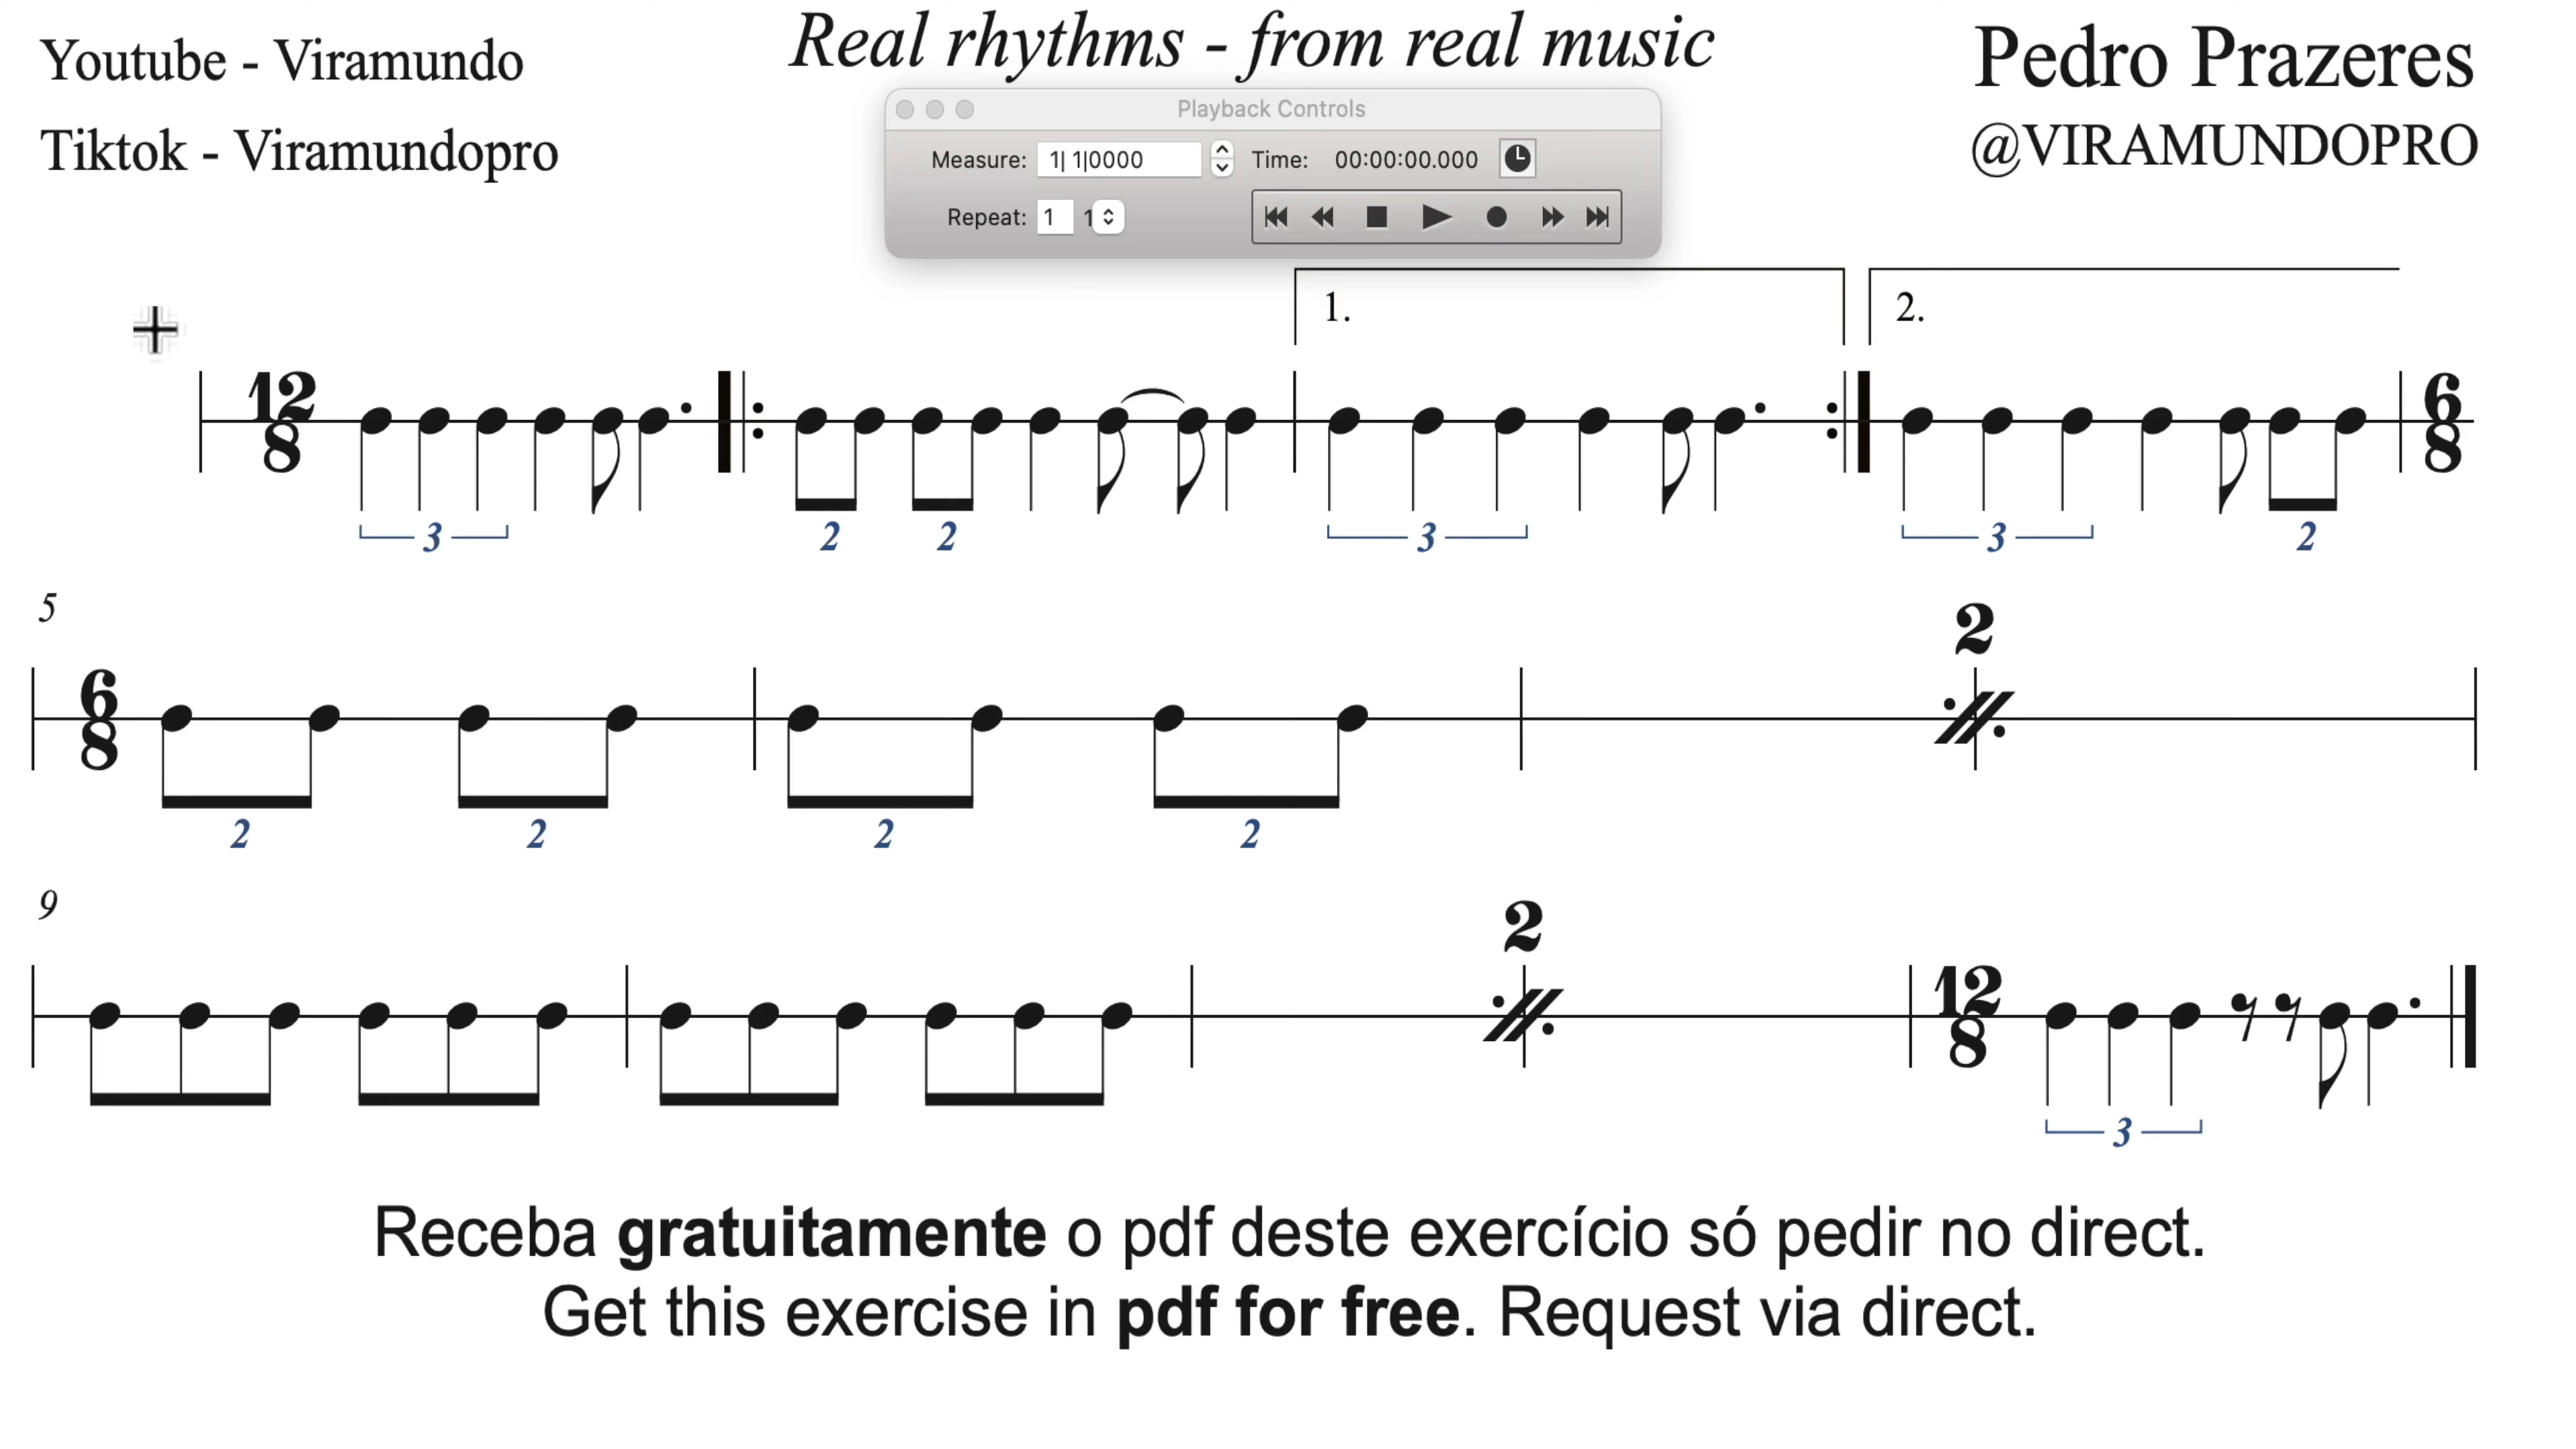 Youtube - Viramundo
Tiktok - Viramundopro
Real rhythms - from real music
Pedro Prazeres
@VIRAMUNDOPRO
Playback Controls
Measure: 1| 1|0000 Time: 00:00:00.000
Repeat: 1 1
1. 2.
12 6
8 8
3 2 2 3 3 2
5
2
6
8
2 2 2 2
9
2
12
8
3
Receba gratuitamente o pdf deste exercício só pedir no direct.
Get this exercise in pdf for free. Request via direct.